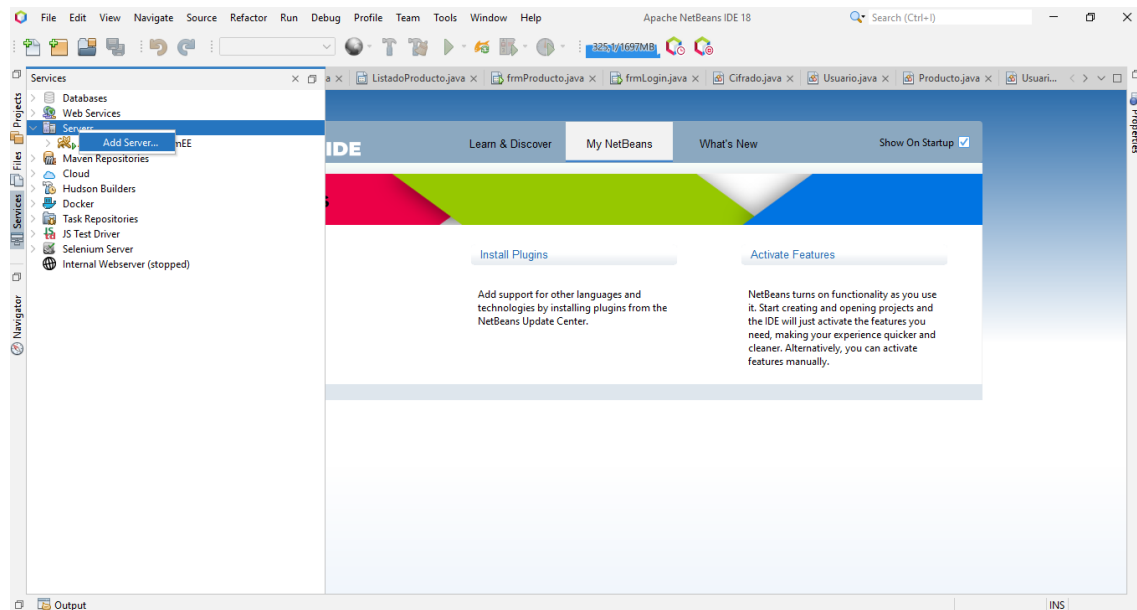 File Edit View Navigate Source Refactor Run Debug Profile Team Tools Window Help Apache NetBeans IDE 18 Search (Ctrl+I)
325,1/1697MB
Services a ListadoProducto.java frmProducto.java frmLogin.java Cifrado.java Usuario.java Producto.java Usuari...
Projects
Files
Services
Navigator
Properties
Databases
Web Services
Servers
Add Server...
mEE
Maven Repositories
Cloud
Hudson Builders
Docker
Task Repositories
JS Test Driver
Selenium Server
Internal Webserver (stopped)
IDE Learn & Discover My NetBeans What's New Show On Startup
Install Plugins
Add support for other languages and
technologies by installing plugins from the
NetBeans Update Center.
Activate Features
NetBeans turns on functionality as you use
it. Start creating and opening projects and
the IDE will just activate the features you
need, making your experience quicker and
cleaner. Alternatively, you can activate
features manually.
Output INS